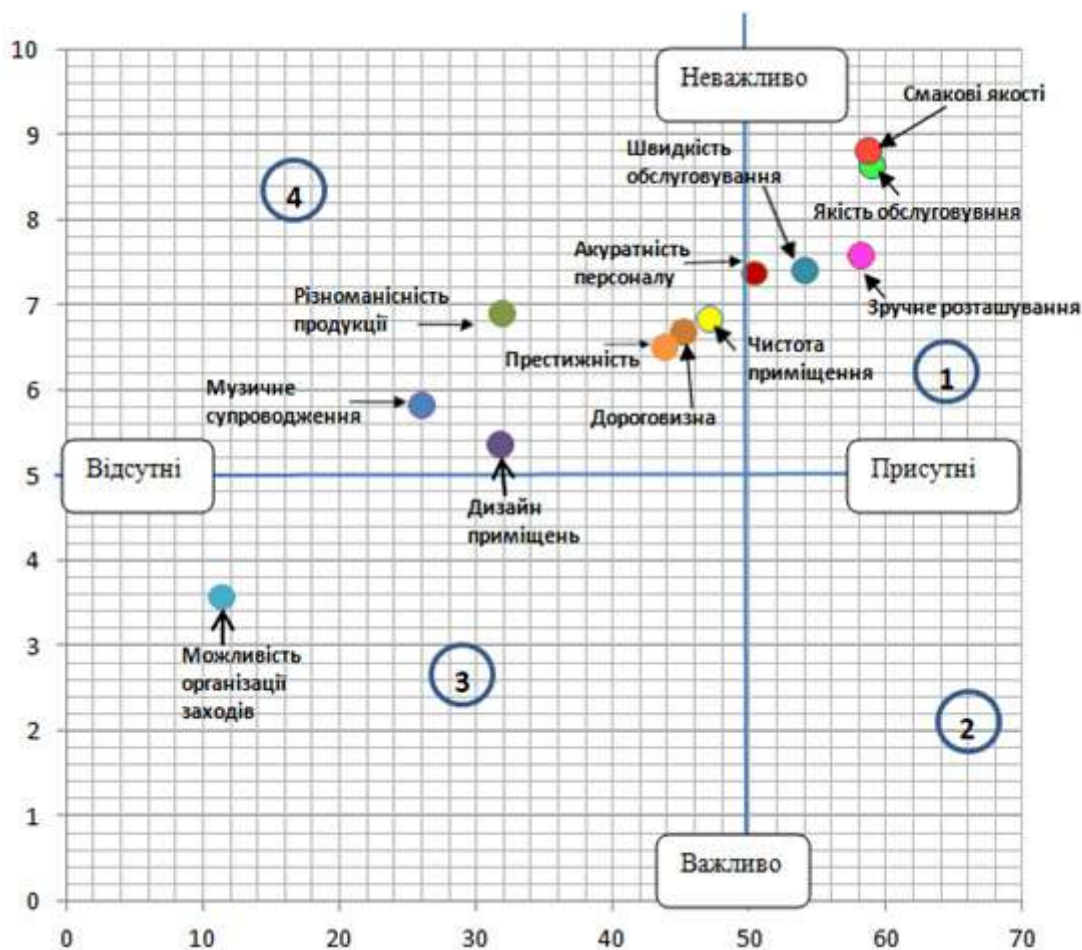 10
Неважливо
Смакові якості
9
Швидкість
обслуговування
4
8
Якість обслуговувння
Акуратність
персоналу
7
Різноманісність
продукції
Зручне розташування
Престижність
Чистота
приміщення
6
1
Музичне
супроводження
Дороговизна
5
Відсутні
Присутні
Дизайн
приміщень
4
3
Можливість
організації
заходів
3
2
2
1
Важливо
0
0 10 20 30 40 50 60 70